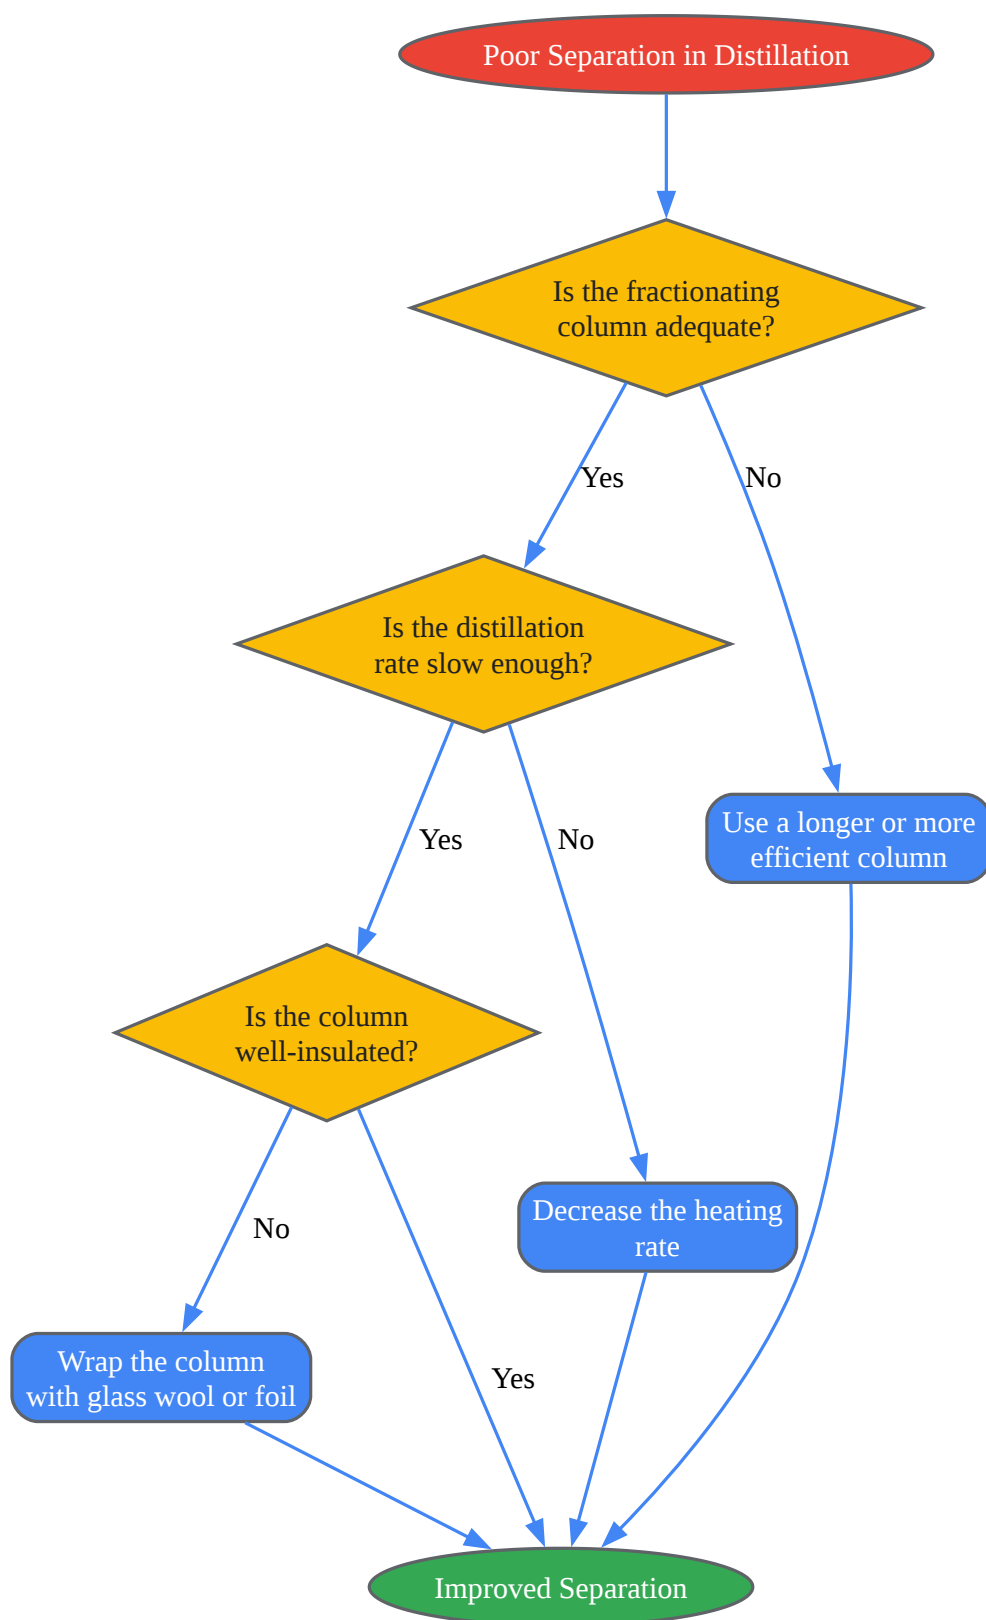 Poor Separation in Distillation
Is the fractionating
column adequate?
Yes
No
Is the distillation
rate slow enough?
Use a longer or more
efficient column
Yes
No
Is the column
well-insulated?
Decrease the heating
rate
No
Wrap the column
with glass wool or foil
Yes
Improved Separation